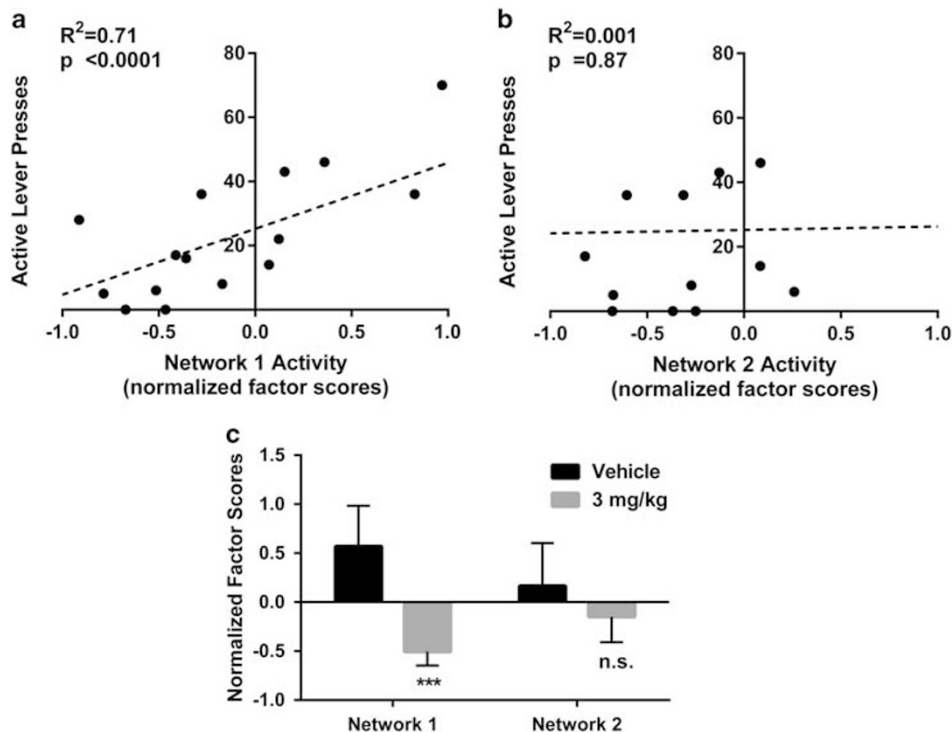 a
R²=0.71
p <0.0001
Active Lever Presses
80
60
40
20
-1.0 -0.5 0.0 0.5 1.0
Network 1 Activity
(normalized factor scores)
b
R²=0.001
p =0.87
Active Lever Presses
80
60
40
20
-1.0 -0.5 0.0 0.5 1.0
Network 2 Activity
(normalized factor scores)
c
Normalized Factor Scores
1.5
1.0
0.5
0.0
-0.5
-1.0
Vehicle
3 mg/kg
***
n.s.
Network 1 Network 2